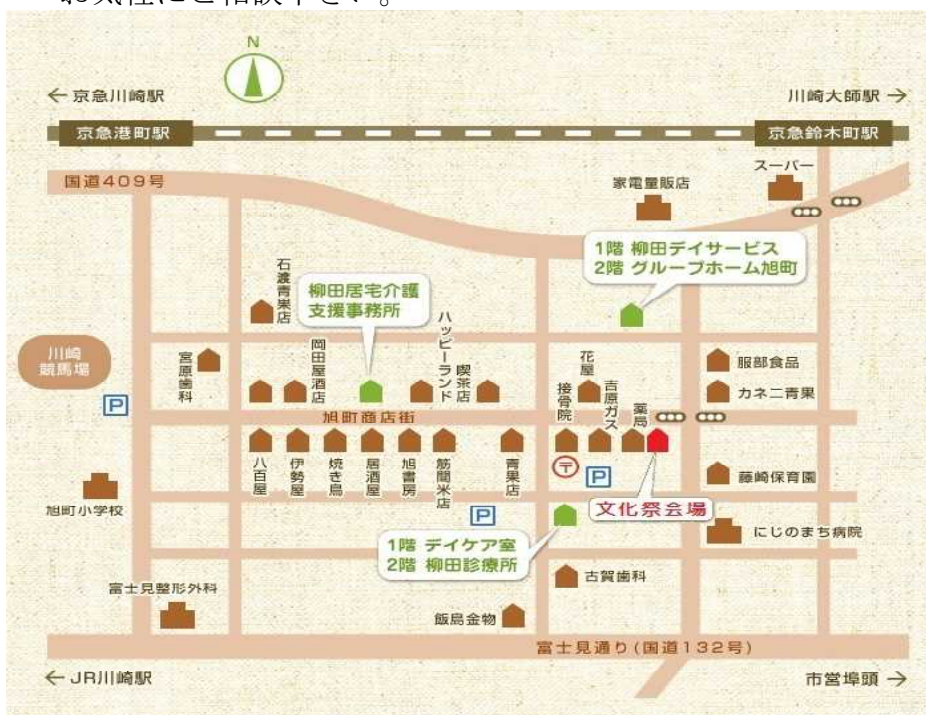 お気軽にご相談下さい。
N
← 京急川崎駅
川崎大師駅 →
京急港町駅
京急鈴木町駅
国道409号
家電量販店
スーパー
1階 柳田デイサービス
2階 グループホーム旭町
石渡青果店
柳田居宅介護
支援事務所
川崎
競馬場
P
宮原歯科
岡田屋酒店
ハッピーランド
喫茶店
花屋
接骨院
吉原ガス
薬局
服部食品
カネ二青果
旭町商店街
八百屋
伊勢屋
焼き鳥
居酒屋
旭書房
筋間米店
青果店
〒
P
文化祭会場
藤崎保育園
旭町小学校
P
にじのまち病院
1階 デイケア室
2階 柳田診療所
古賀歯科
富士見整形外科
飯島金物
富士見通り(国道132号)
← JR川崎駅
市営埠頭 →